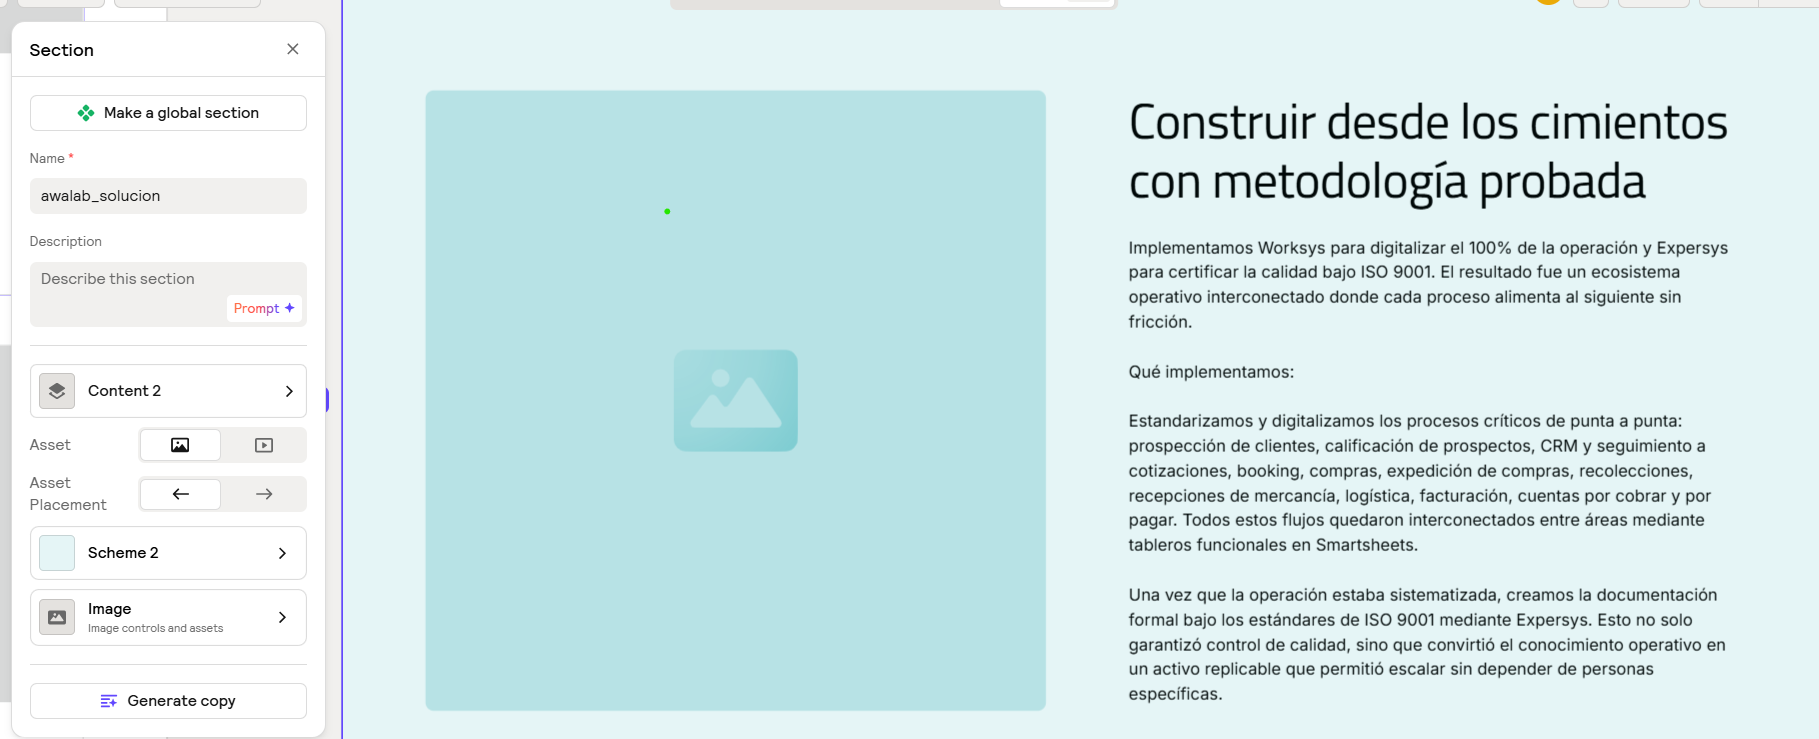 Section
Make a global section
Name *
awalab_solucion
Description
Describe this section
Prompt
Content 2
Asset
Asset
Placement
Scheme 2
Image
Image controls and assets
Generate copy
Construir desde los cimientos
con metodología probada
Implementamos Worksys para digitalizar el 100% de la operación y Expersys
para certificar la calidad bajo ISO 9001. El resultado fue un ecosistema
operativo interconectado donde cada proceso alimenta al siguiente sin
fricción.
Qué implementamos:
Estandarizamos y digitalizamos los procesos críticos de punta a punta:
prospección de clientes, calificación de prospectos, CRM y seguimiento a
cotizaciones, booking, compras, expedición de compras, recolecciones,
recepciones de mercancía, logística, facturación, cuentas por cobrar y por
pagar. Todos estos flujos quedaron interconectados entre áreas mediante
tableros funcionales en Smartsheets.
Una vez que la operación estaba sistematizada, creamos la documentación
formal bajo los estándares de ISO 9001 mediante Expersys. Esto no solo
garantizó control de calidad, sino que convirtió el conocimiento operativo en
un activo replicable que permitió escalar sin depender de personas
específicas.